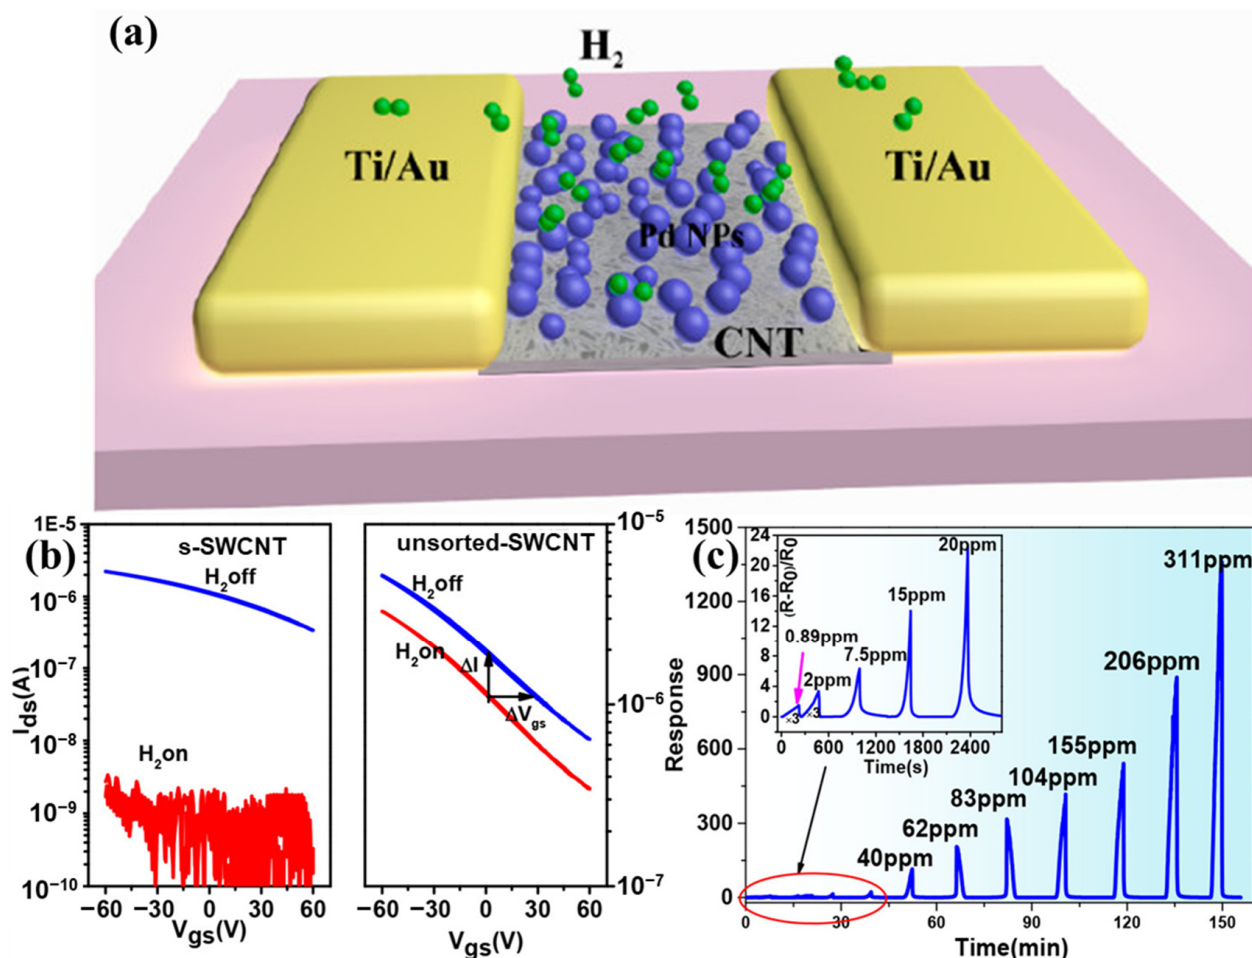 (a)
H₂
Ti/Au
Ti/Au
Pd NPs
CNT
(b)
s-SWCNT
H₂off
H₂on
Ids(A)
1E-5
10⁻⁶
10⁻⁷
10⁻⁸
10⁻⁹
10⁻¹⁰
−60 −30 0 30 60
Vgs(V)
unsorted-SWCNT
H₂off
H₂on
ΔI
ΔVgs
10⁻⁵
10⁻⁶
10⁻⁷
−60 −30 0 30 60
Vgs(V)
(c)
Response
1500
1200
900
600
300
0
0 30 60 90 120 150
Time(min)
40ppm
62ppm
83ppm
104ppm
155ppm
206ppm
311ppm
(R-R₀)/R₀
24
20
16
12
8
4
0
0 600 1200 1800 2400
Time(s)
0.89ppm
×3
2ppm
×3
7.5ppm
15ppm
20ppm